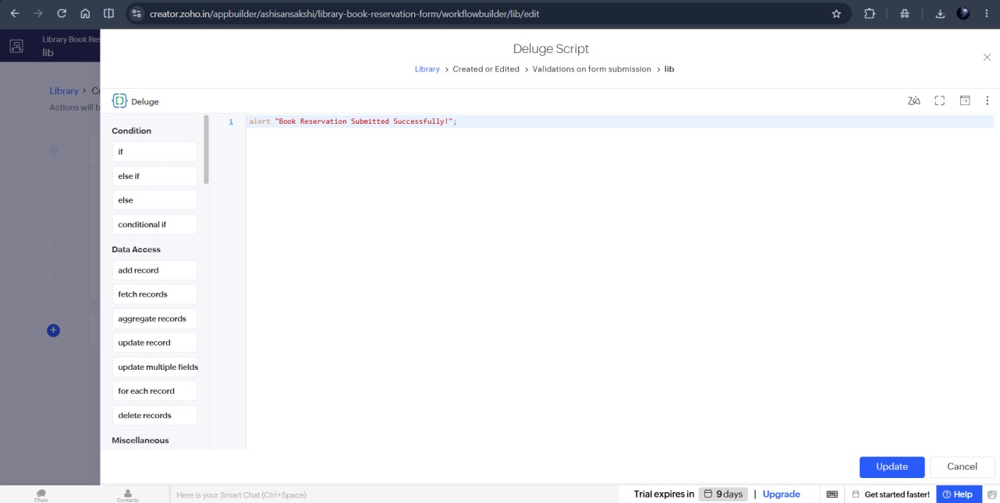 creator.zoho.in/appbuilder/ashisansakshi/library-book-reservation-form/workflowbuilder/lib/edit
Library Book Res
lib
Deluge Script
Library > Created or Edited > Validations on form submission > lib
Library > Cr
Actions will b
Deluge
Condition
if
else if
else
conditional if
Data Access
add record
fetch records
aggregate records
update record
update multiple fields
for each record
delete records
Miscellaneous
1 alert "Book Reservation Submitted Successfully!";
Update
Cancel
Chats
Contacts
Here is your Smart Chat (Ctrl+Space)
Trial expires in 9 days | Upgrade
Get started faster!
Help